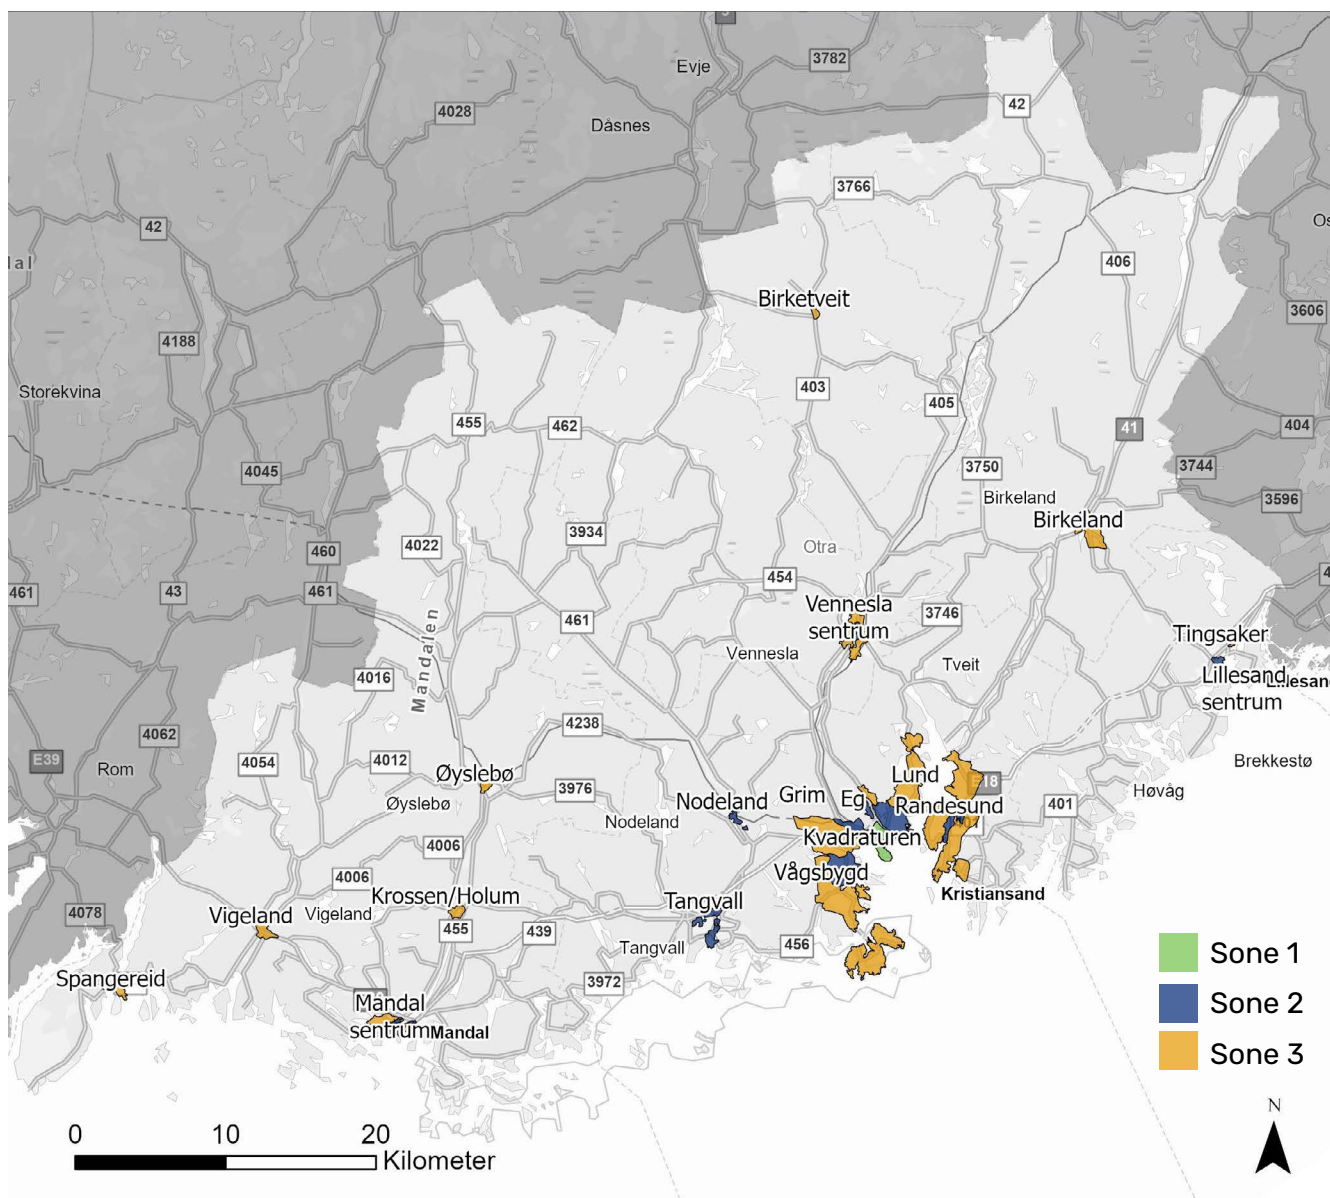 3782
Evje
42
4028
Dåsnes
3766
42
406
Birketveit
3606
4188
403
Storekvina
405
455
462
41
404
3750
3744
4045
Birkeland
3596
Birkeland
3934
4022
Otra
460
454
461
43
461
Vennesla
sentrum
3746
461
Mandalen
Tingsaker
Vennesla
Tveit
4016
Lillesand
sentrum
4238
4062
E39
4054
4012
Rom
Øyslebø
Lund
E18
Brekkestø
3976
Nodeland
Grim
Eg
Randesund
401
Høvåg
Øyslebø
Nodeland
Kvadraturen
4006
Vågsbygd
4006
Krossen/Holum
Kristiansand
Tangvall
4078
Vigeland
Vigeland
455
439
Tangvall
456
Sone 1
Spangereid
3972
Mandal
sentrum
Mandal
Sone 2
Sone 3
N
0
10
20
Kilometer